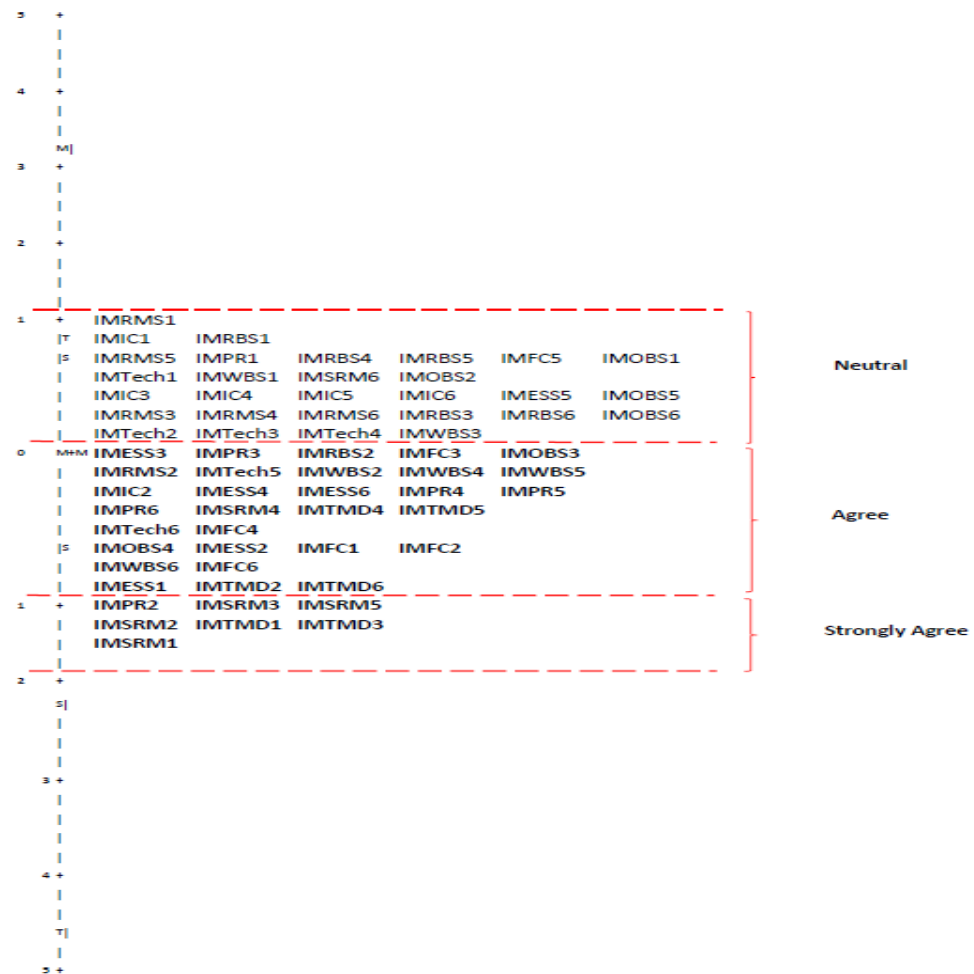 5 +
|
|
|
4 +
|
|
M|
3 +
|
|
|
2 +
|
|
|
1 + IMRMS1
|T IMIC1 IMRBS1
|S IMRMS5 IMPR1 IMRBS4 IMRBS5 IMFC5 IMOBS1
Neutral
| IMTech1 IMWBS1 IMSRM6 IMOBS2
| IMIC3 IMIC4 IMIC5 IMIC6 IMESS5 IMOBS5
| IMRMS3 IMRMS4 IMRMS6 IMRBS3 IMRBS6 IMOBS6
| IMTech2 IMTech3 IMTech4 IMWBS3
0 M+M IMESS3 IMPR3 IMRBS2 IMFC3 IMOBS3
| IMRMS2 IMTech5 IMWBS2 IMWBS4 IMWBS5
| IMIC2 IMESS4 IMESS6 IMPR4 IMPR5
| IMPR6 IMSRM4 IMTMD4 IMTMD5
Agree
| IMTech6 IMFC4
|S IMOBS4 IMESS2 IMFC1 IMFC2
| IMWBS6 IMFC6
| IMESS1 IMTMD2 IMTMD6
1 + IMPR2 IMSRM3 IMSRM5
| IMSRM2 IMTMD1 IMTMD3
Strongly Agree
| IMSRM1
|
2 +
S|
|
|
|
3 +
|
|
|
|
4 +
|
|
T|
|
5 +